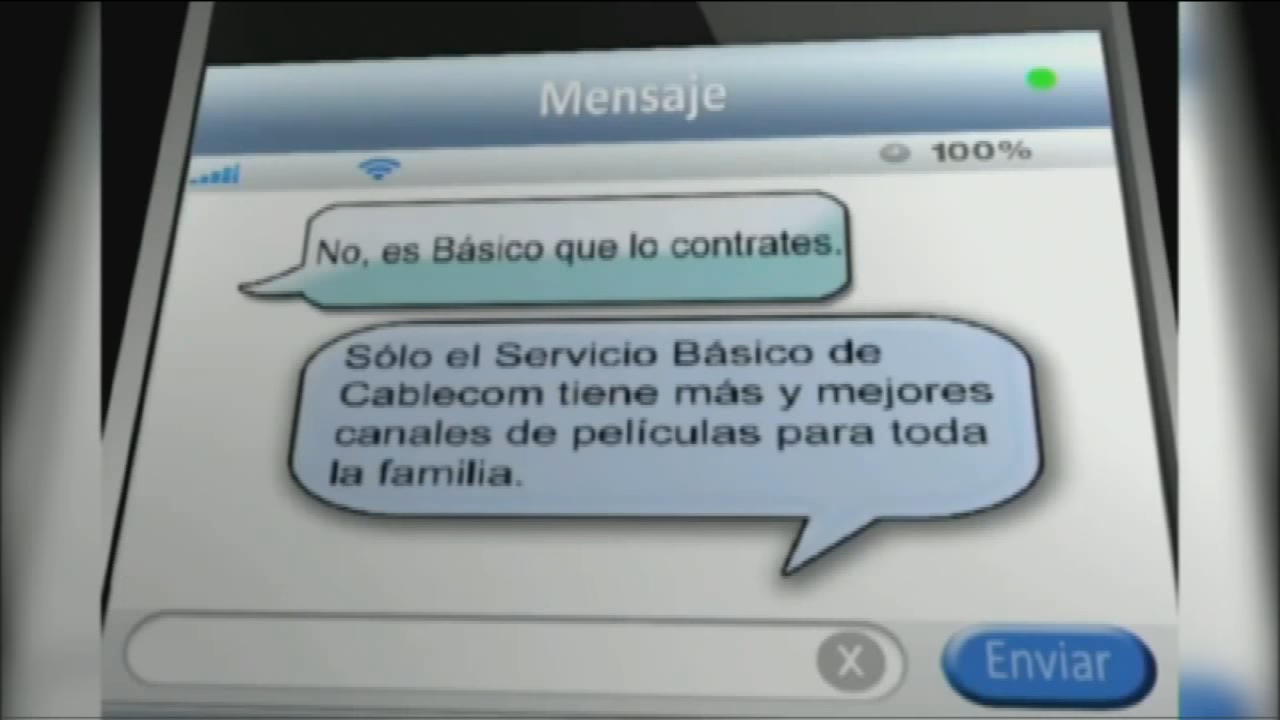 Mensaje
100%
No, es Básico que lo contrates.
Sólo el Servicio Básico de
Cablecom tiene más y mejores
canales de películas para toda
la familia.
X
Enviar